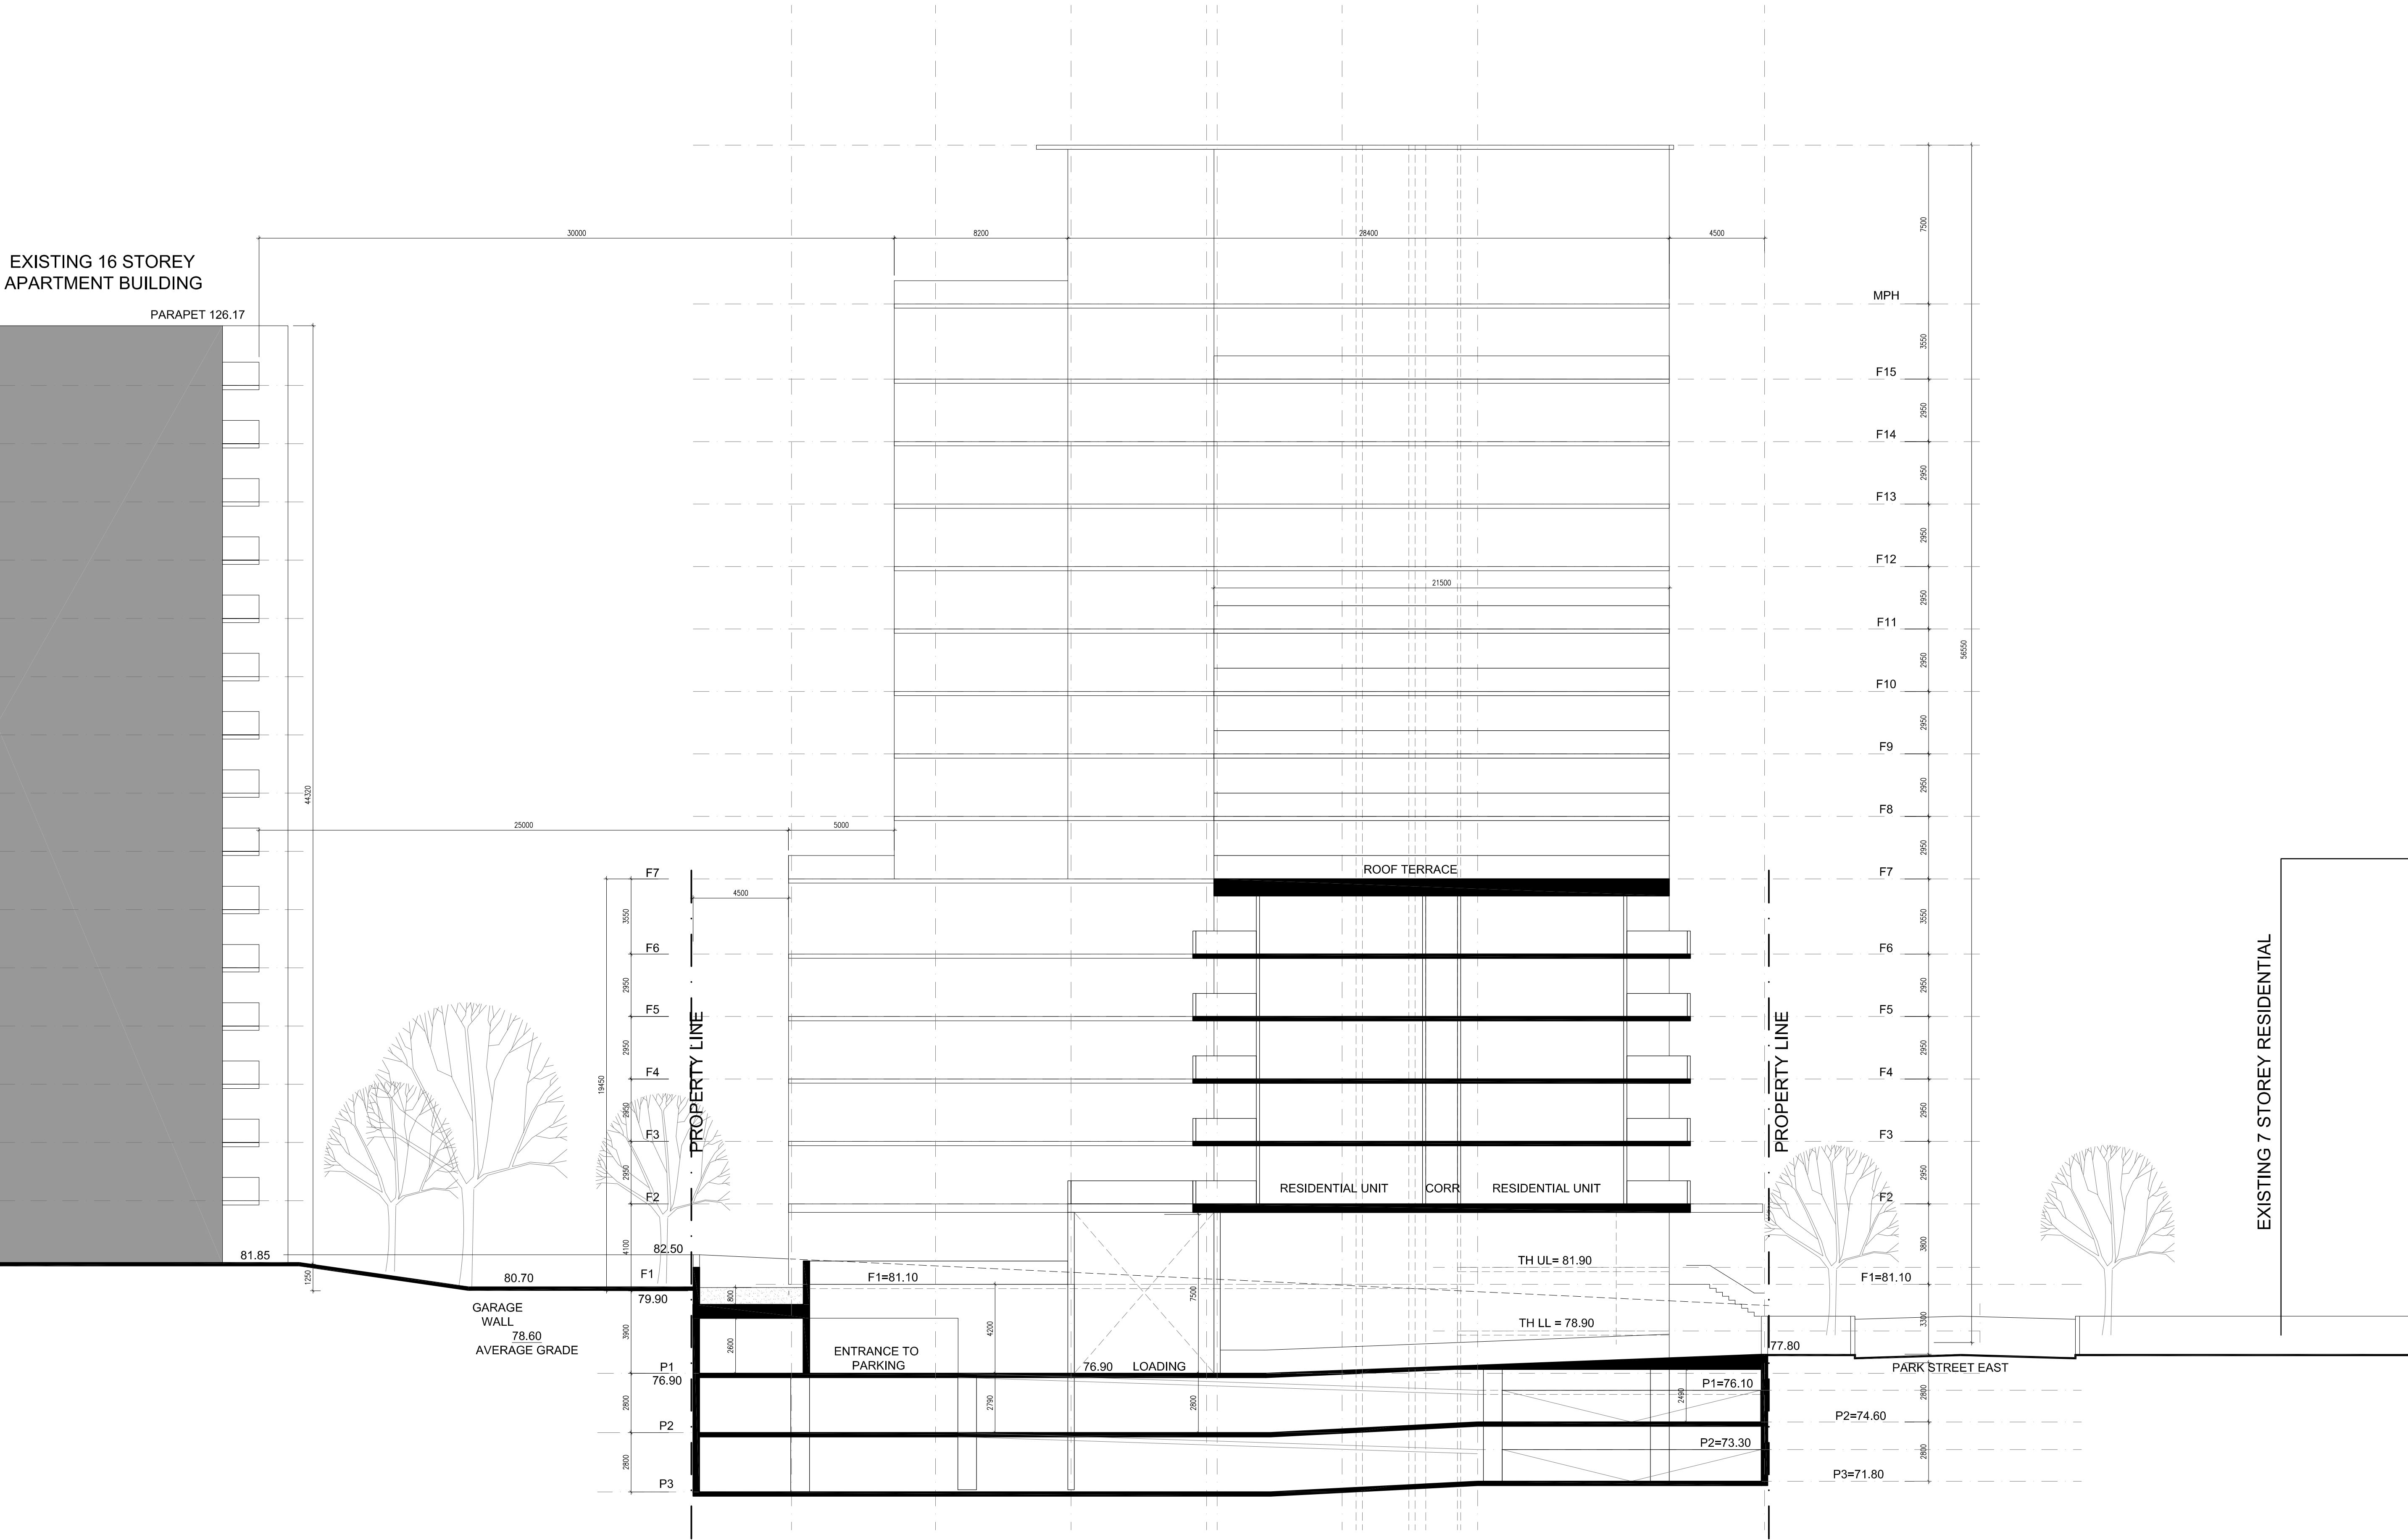 30000
8200
28400
4500
7500
EXISTING 16 STOREY
APARTMENT BUILDING
PARAPET 126.17
MPH
3550
F15
2950
F14
2950
F13
2950
F12
2950
21500
F11
2950
56550
F10
2950
F9
2950
44320
F8
25000
5000
2950
F7
ROOF TERRACE
F7
4500
3550
3550
F6
F6
2950
2950
F5
F5
PROPERTY LINE
PROPERTY LINE
EXISTING 7 STOREY RESIDENTIAL
2950
2950
F4
F4
19450
2950
2950
F3
F3
2950
2950
F2
RESIDENTIAL UNIT
CORR
RESIDENTIAL UNIT
F2
4100
3800
81.85
82.50
TH UL= 81.90
1250
80.70
F1
F1=81.10
F1=81.10
79.90
800
7500
GARAGE
WALL
78.60
AVERAGE GRADE
3900
2600
4200
TH LL = 78.90
3300
ENTRANCE TO
PARKING
77.80
P1
76.90
76.90
LOADING
PARK STREET EAST
2800
2790
2800
2490
P1=76.10
2800
P2
P2=74.60
P2=73.30
2800
2800
P3
P3=71.80